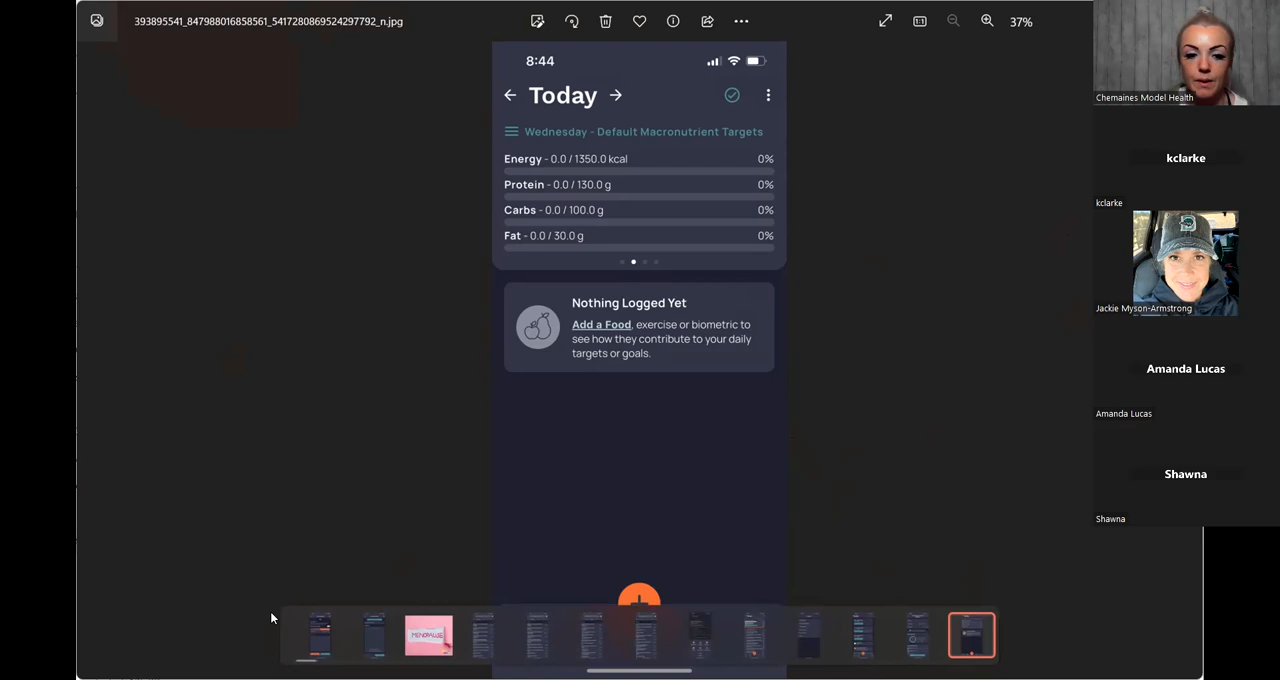 393895541_847988016858561_5417280869524297792_n.jpg
37%
8:44
Today
Wednesday - Default Macronutrient Targets
Energy - 0.0 / 1350.0 kcal 0%
Protein - 0.0 / 130.0 g 0%
Carbs - 0.0 / 100.0 g 0%
Fat - 0.0 / 30.0 g 0%
Nothing Logged Yet
Add a Food, exercise or biometric to
see how they contribute to your daily
targets or goals.
MENOPAUSE
Chemaines Model Health
kclarke
kclarke
Jackie Myson-Armstrong
Amanda Lucas
Amanda Lucas
Shawna
Shawna